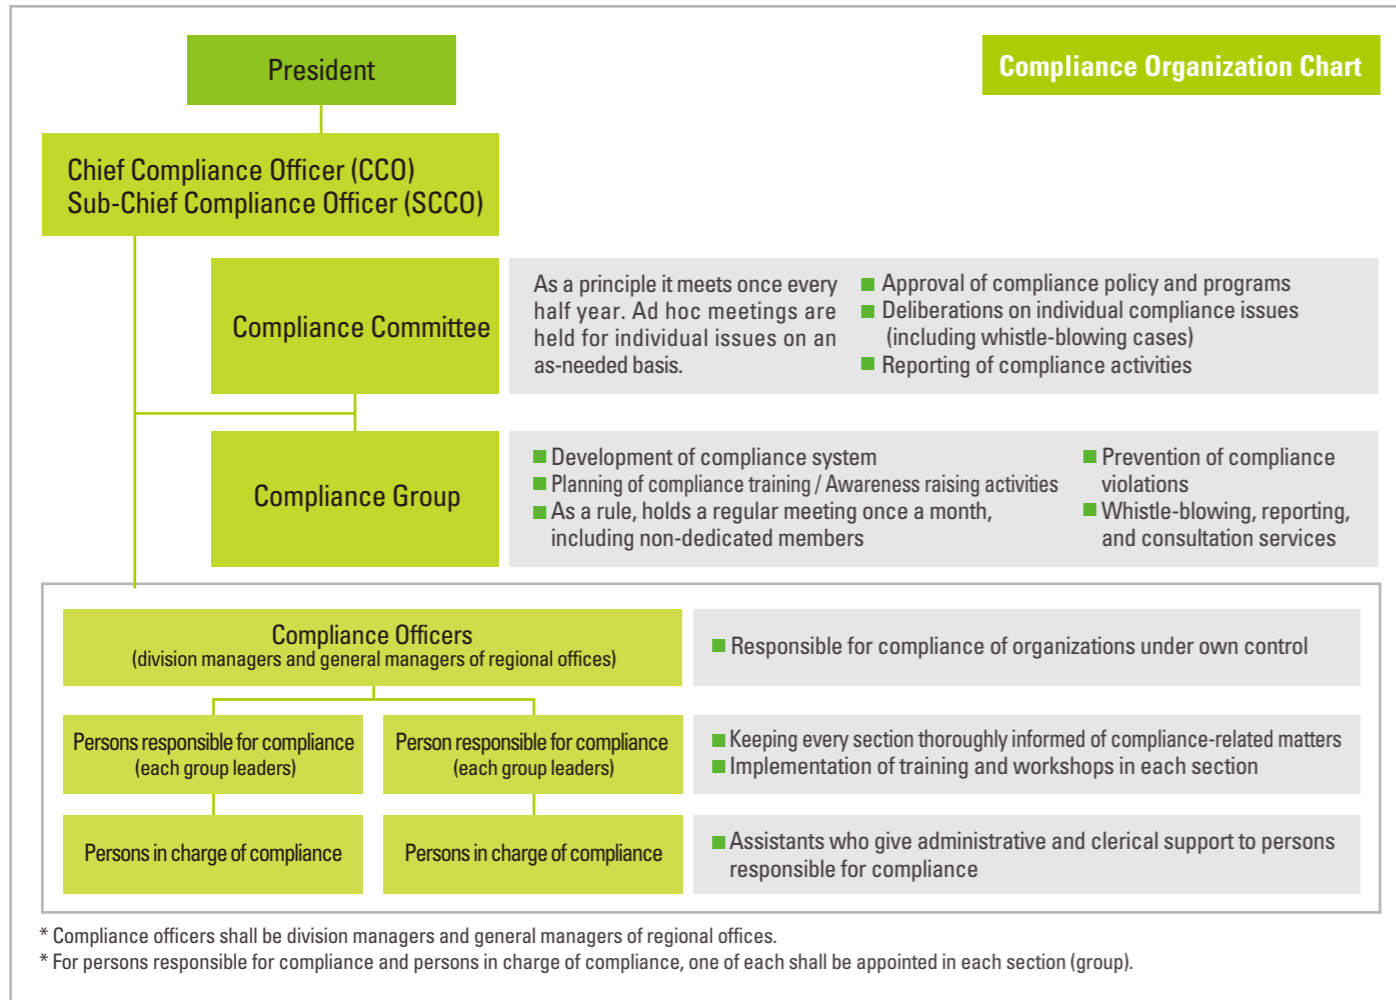 President
Compliance Organization Chart
Chief Compliance Officer (CCO)
Sub-Chief Compliance Officer (SCCO)
Compliance Committee
As a principle it meets once every
half year. Ad hoc meetings are
held for individual issues on an
as-needed basis.
Approval of compliance policy and programs
Deliberations on individual compliance issues
(including whistle-blowing cases)
Reporting of compliance activities
Compliance Group
Development of compliance system
Planning of compliance training / Awareness raising activities
As a rule, holds a regular meeting once a month,
including non-dedicated members
Prevention of compliance
violations
Whistle-blowing, reporting,
and consultation services
Compliance Officers
(division managers and general managers of regional offices)
Responsible for compliance of organizations under own control
Persons responsible for compliance
(each group leaders)
Person responsible for compliance
(each group leaders)
Keeping every section thoroughly informed of compliance-related matters
Implementation of training and workshops in each section
Persons in charge of compliance
Persons in charge of compliance
Assistants who give administrative and clerical support to persons
responsible for compliance
* Compliance officers shall be division managers and general managers of regional offices.
* For persons responsible for compliance and persons in charge of compliance, one of each shall be appointed in each section (group).